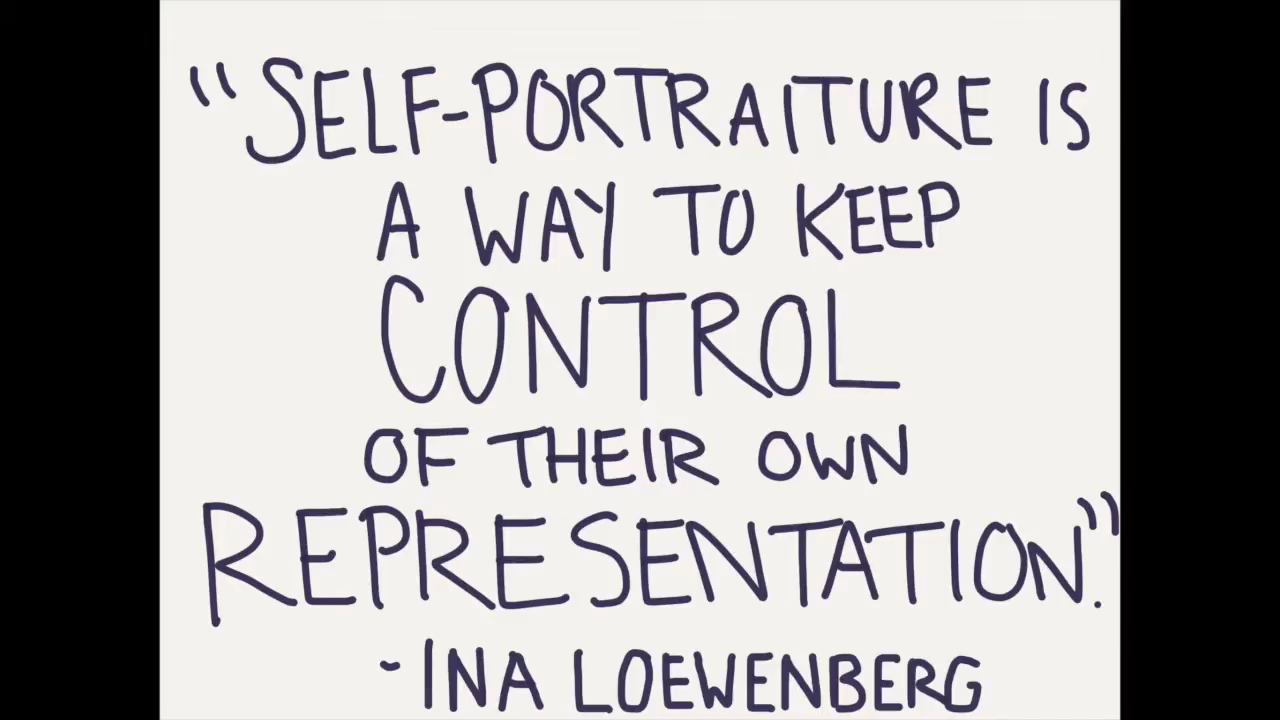 "SELF-PORTRAITURE IS
A WAY TO KEEP
CONTROL
OF THEIR OWN
REPRESENTATION."
- INA LOEWENBERG